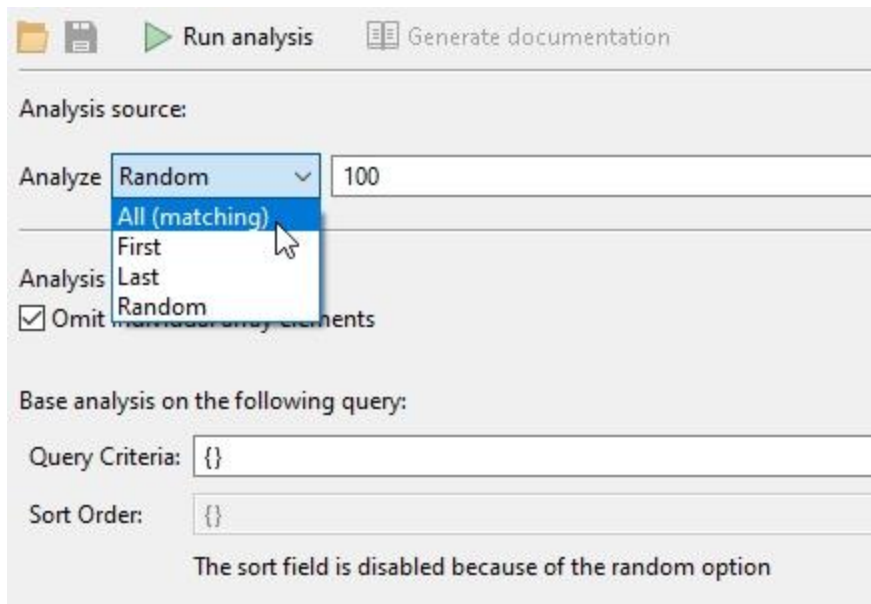 Run analysis Generate documentation
Analysis source:
Analyze Random 100
All (matching)
First
Analysis Last
Random
Omit elements
Base analysis on the following query:
Query Criteria: {}
Sort Order: {}
The sort field is disabled because of the random option